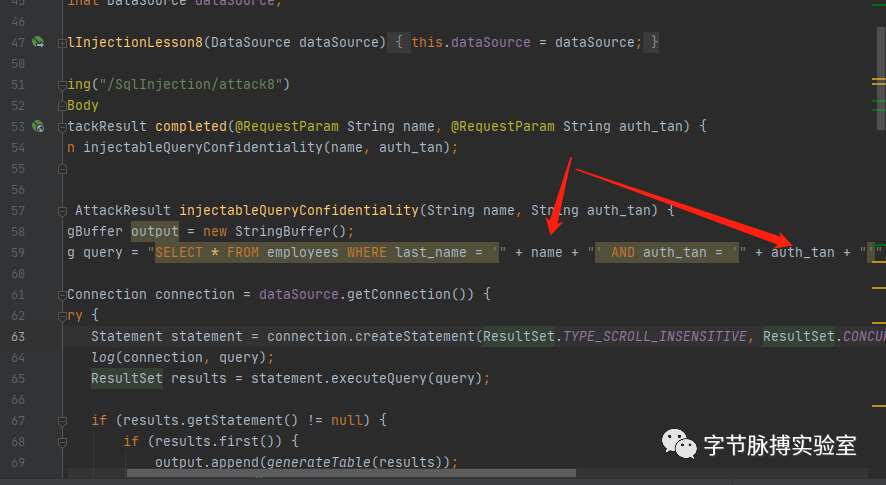 45 inal DataSource dataSource;
46
47 lInjectionLesson8(DataSource dataSource) { this.dataSource = dataSource; }
50
51 ing("/SqlInjection/attack8")
52 Body
53 tackResult completed(@RequestParam String name, @RequestParam String auth_tan) {
54 n injectableQueryConfidentiality(name, auth_tan);
55
56
57 AttackResult injectableQueryConfidentiality(String name, String auth_tan) {
58 gBuffer output = new StringBuffer();
59 g query = "SELECT * FROM employees WHERE last_name = '" + name + "' AND auth_tan = '" + auth_tan + "'"
60
61 Connection connection = dataSource.getConnection()) {
62 ry {
63 Statement statement = connection.createStatement(ResultSet.TYPE_SCROLL_INSENSITIVE, ResultSet.CONCUR
64 log(connection, query);
65 ResultSet results = statement.executeQuery(query);
66
67 if (results.getStatement() != null) {
68 if (results.first()) {
69 output.append(generateTable(results));
字节脉搏实验室